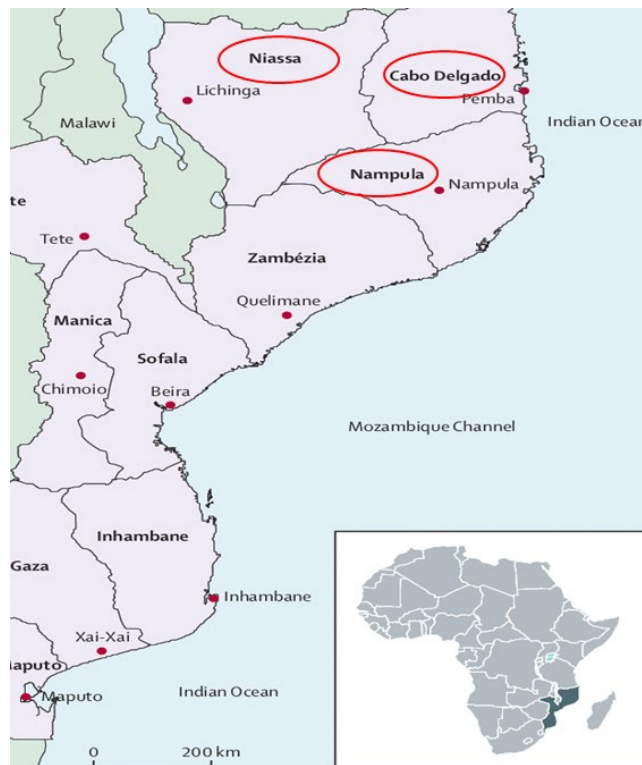 Niassa
Cabo Delgado
Lichinga
Pemba
Malawi
Indian Ocean
Nampula
Nampula
te
Tete
Zambézia
Quelimane
Manica
Sofala
Chimoio
Beira
Mozambique Channel
Inhambane
Gaza
Inhambane
Xai-Xai
aputo
Maputo
Indian Ocean
0 200 km